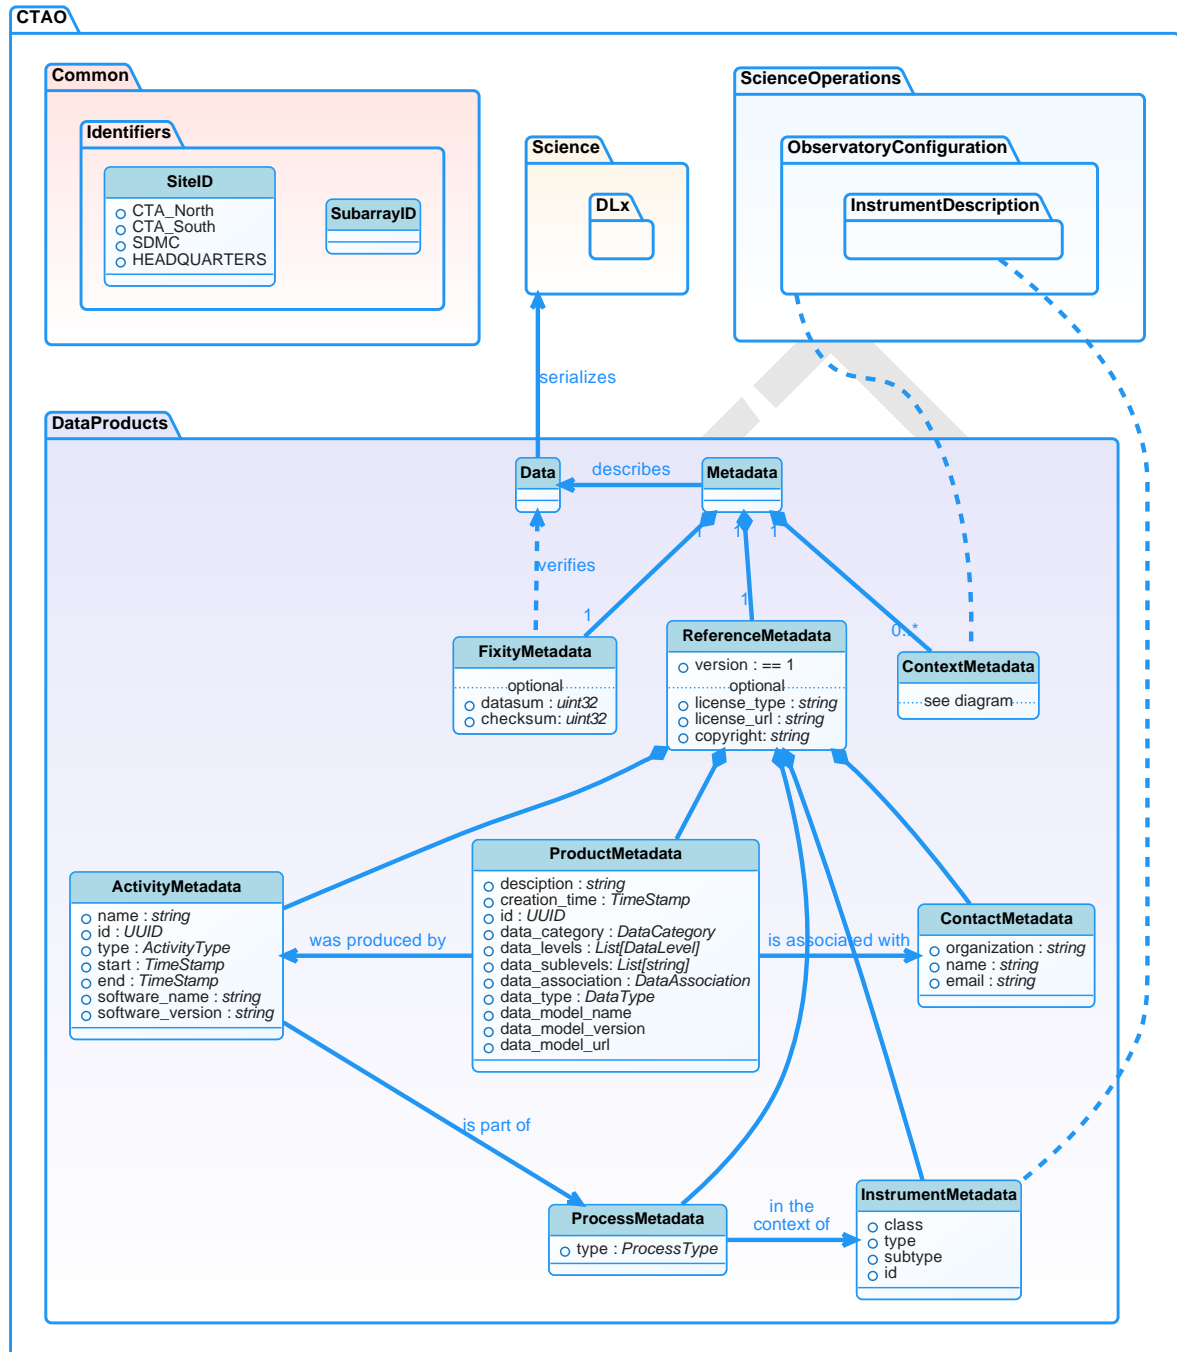 CTAO
Common
Identifiers
SiteID
CTA_North
CTA_South
SDMC
HEADQUARTERS
SubarrayID
Science
DLx
ScienceOperations
ObservatoryConfiguration
InstrumentDescription
serializes
DataProducts
Data
describes
Metadata
1
1
1
verifies
1
1
0..*
FixityMetadata
optional
datasum : uint32
checksum: uint32
ReferenceMetadata
version : == 1
optional
license_type : string
license_url : string
copyright: string
ContextMetadata
see diagram
ActivityMetadata
name : string
id : UUID
type : ActivityType
start : TimeStamp
end : TimeStamp
software_name : string
software_version : string
was produced by
ProductMetadata
desciption : string
creation_time : TimeStamp
id : UUID
data_category : DataCategory
data_levels : List[DataLevel]
data_sublevels: List[string]
data_association : DataAssociation
data_type : DataType
data_model_name
data_model_version
data_model_url
is associated with
ContactMetadata
organization : string
name : string
email : string
is part of
ProcessMetadata
type : ProcessType
in the
context of
InstrumentMetadata
class
type
subtype
id